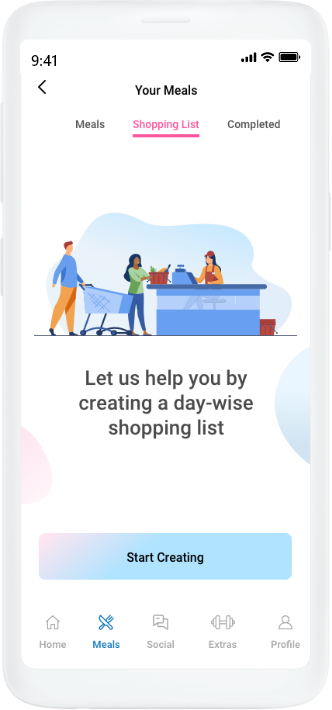 9:41
Your Meals
Meals Shopping List Completed
Let us help you by
creating a day-wise
shopping list
Start Creating
Home Meals Social Extras Profile